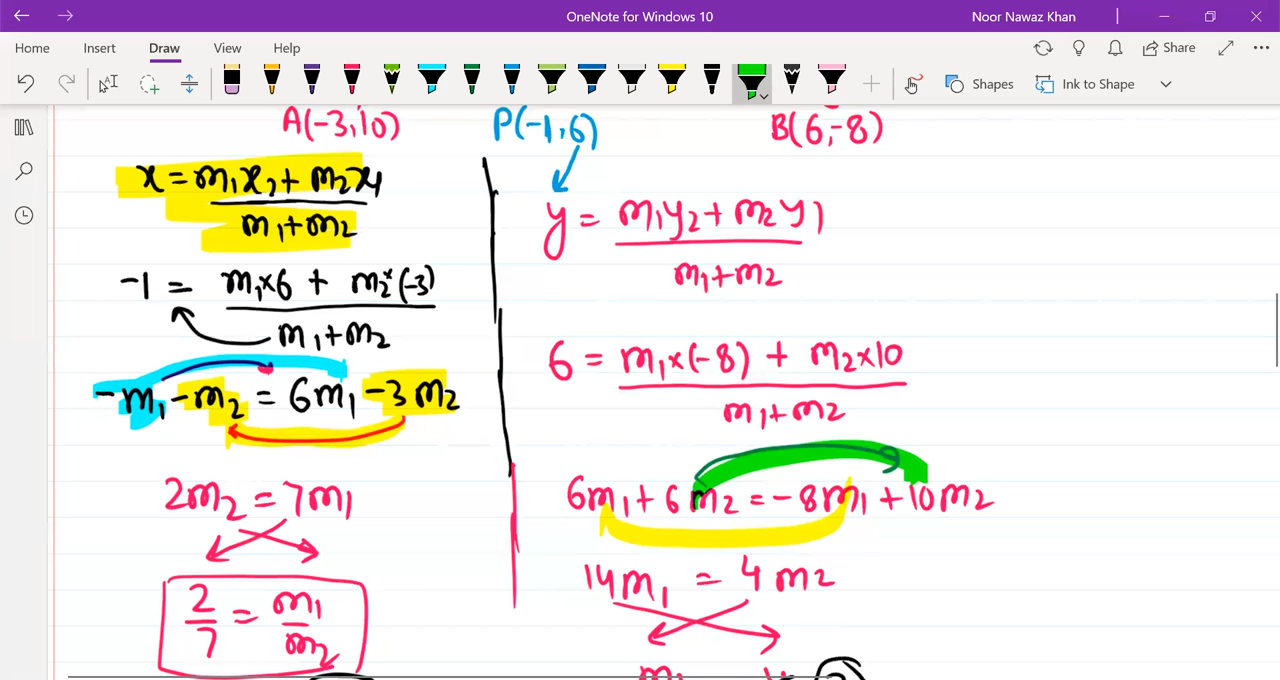 OneNote for Windows 10
Noor Nawaz Khan
Home Insert Draw View Help
Share
Shapes
Ink to Shape
A(-3,10) P(-1,6) B(6,-8)
x = m₁x₂ + m₂x₁
m₁+m₂
-1 = m₁×6 + m₂×(-3)
m₁+m₂
-m₁-m₂ = 6m₁-3m₂
2m₂ = 7m₁
2/7 = m₁/m₂
y = m₁y₂ + m₂y₁
m₁+m₂
6 = m₁×(-8) + m₂×10
m₁+m₂
6m₁+6m₂ = -8m₁+10m₂
14m₁ = 4m₂